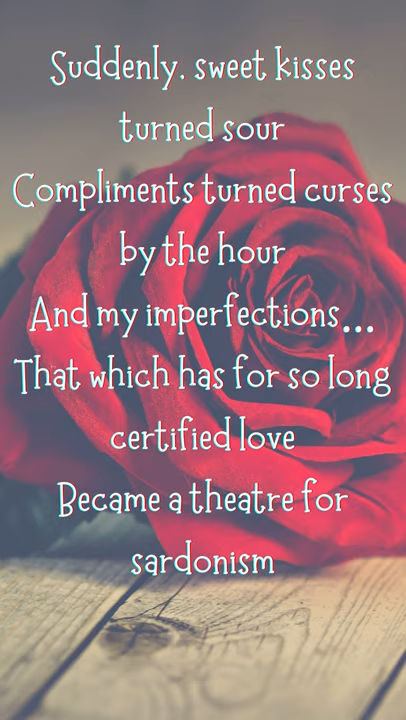 Suddenly, sweet kisses
turned sour
Compliments turned curses
by the hour
And my imperfections...
That which has for so long
certified love
Became a theatre for
sardonism